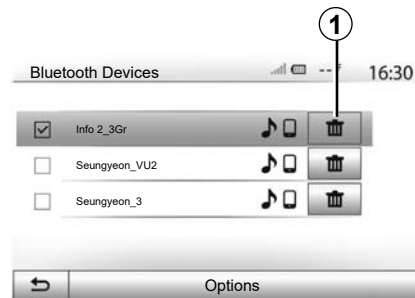 1
Bluetooth Devices 16:30
Info 2_3Gr
Seungyeon_VU2
Seungyeon_3
Options